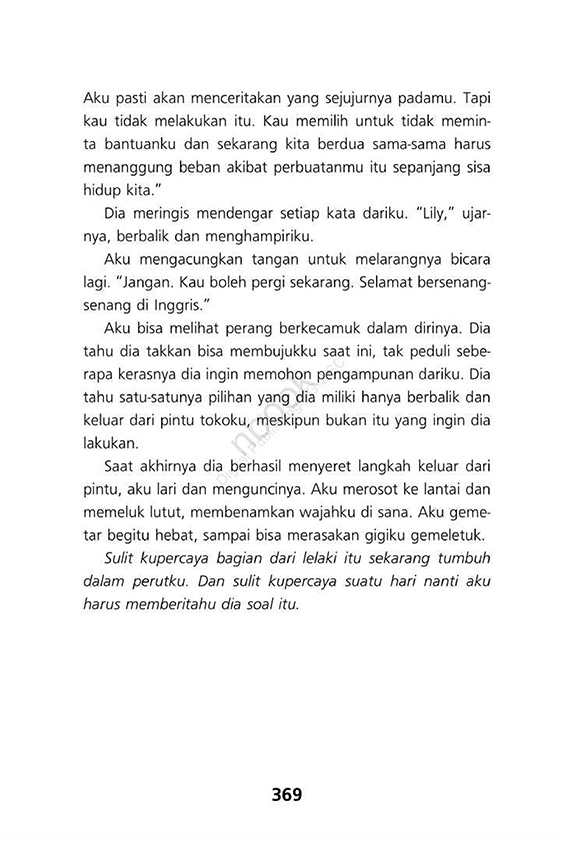 Aku pasti akan menceritakan yang sejujurnya padamu. Tapi
kau tidak melakukan itu. Kau memilih untuk tidak memin-
ta bantuanku dan sekarang kita berdua sama-sama harus
menanggung beban akibat perbuatanmu itu sepanjang sisa
hidup kita.”
Dia meringis mendengar setiap kata dariku. “Lily,” ujar-
nya, berbalik dan menghampiriku.
Aku mengacungkan tangan untuk melarangnya bicara
lagi. “Jangan. Kau boleh pergi sekarang. Selamat bersenang-
senang di Inggris.”
Aku bisa melihat perang berkecamuk dalam dirinya. Dia
tahu dia takkan bisa membujukku saat ini, tak peduli sebe-
rapa kerasnya dia ingin memohon pengampunan dariku. Dia
tahu satu-satunya pilihan yang dia miliki hanya berbalik dan
keluar dari pintu tokoku, meskipun bukan itu yang ingin dia
lakukan.
Saat akhirnya dia berhasil menyeret langkah keluar dari
pintu, aku lari dan menguncinya. Aku merosot ke lantai dan
memeluk lutut, membenamkan wajahku di sana. Aku geme-
tar begitu hebat, sampai bisa merasakan gigiku gemeletuk.
Sulit kupercaya bagian dari lelaki itu sekarang tumbuh
dalam perutku. Dan sulit kupercaya suatu hari nanti aku
harus memberitahu dia soal itu.
369